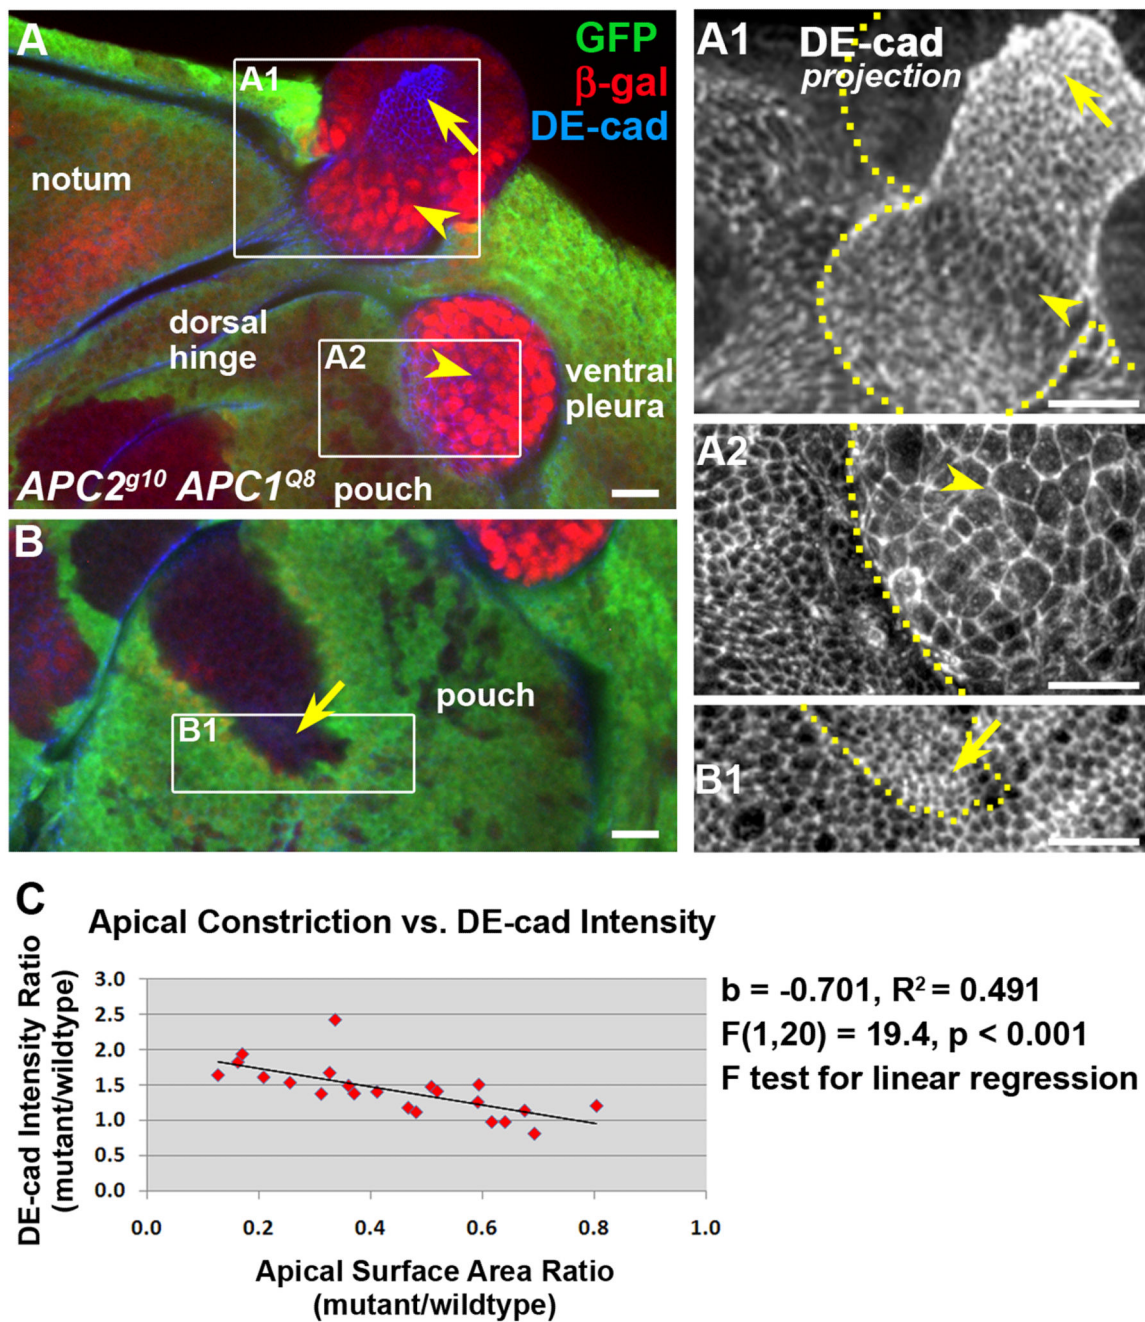 A
GFP
β-gal
DE-cad
A1
notum
dorsal
hinge
A2
ventral
pleura
APC2g10 APC1Q8
pouch
B
pouch
B1
A1
DE-cad
projection
A2
B1
C
Apical Constriction vs. DE-cad Intensity
DE-cad Intensity Ratio
(mutant/wildtype)
3.0
2.5
2.0
1.5
1.0
0.5
0.0
0.0 0.2 0.4 0.6 0.8 1.0
Apical Surface Area Ratio
(mutant/wildtype)
b = -0.701, R² = 0.491
F(1,20) = 19.4, p < 0.001
F test for linear regression